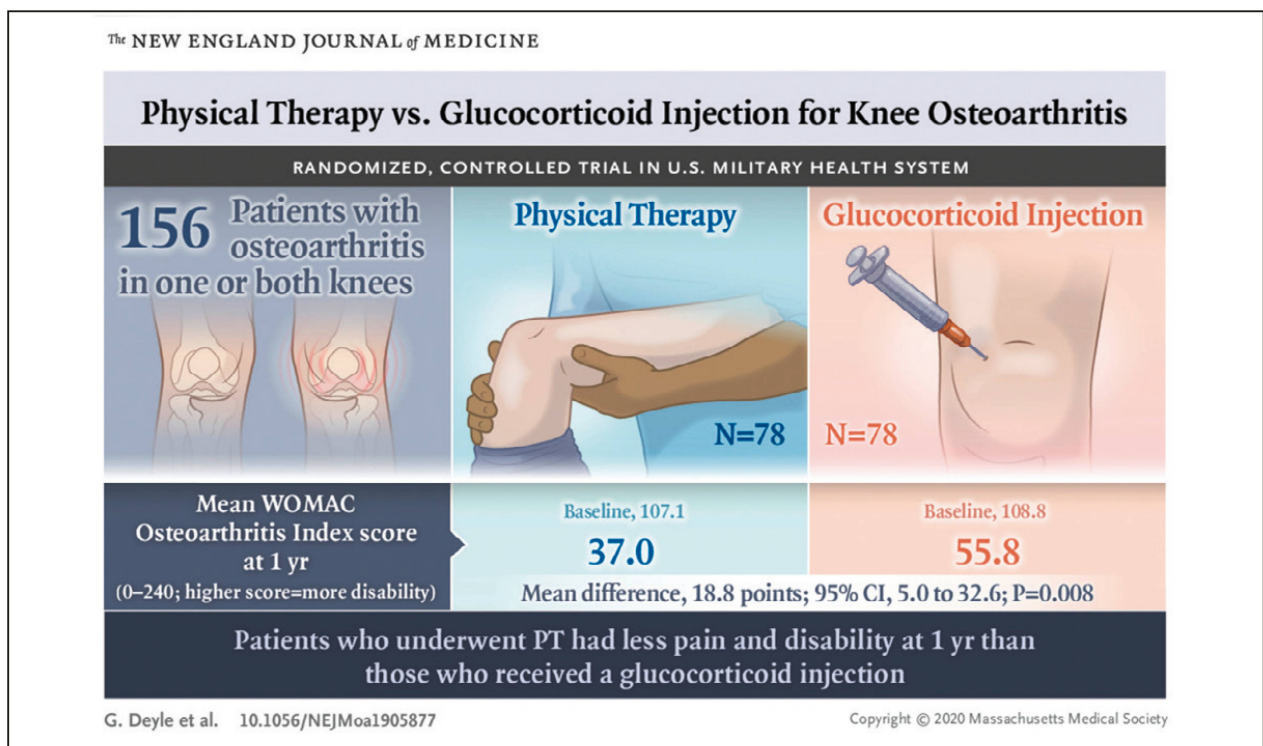 The NEW ENGLAND JOURNAL of MEDICINE
Physical Therapy vs. Glucocorticoid Injection for Knee Osteoarthritis
RANDOMIZED, CONTROLLED TRIAL IN U.S. MILITARY HEALTH SYSTEM
156 Patients with
osteoarthritis
in one or both knees
Physical Therapy
N=78
Glucocorticoid Injection
N=78
Mean WOMAC
Osteoarthritis Index score
at 1 yr
(0–240; higher score=more disability)
Baseline, 107.1
37.0
Baseline, 108.8
55.8
Mean difference, 18.8 points; 95% CI, 5.0 to 32.6; P=0.008
Patients who underwent PT had less pain and disability at 1 yr than
those who received a glucocorticoid injection
G. Deyle et al. 10.1056/NEJMoa1905877
Copyright © 2020 Massachusetts Medical Society